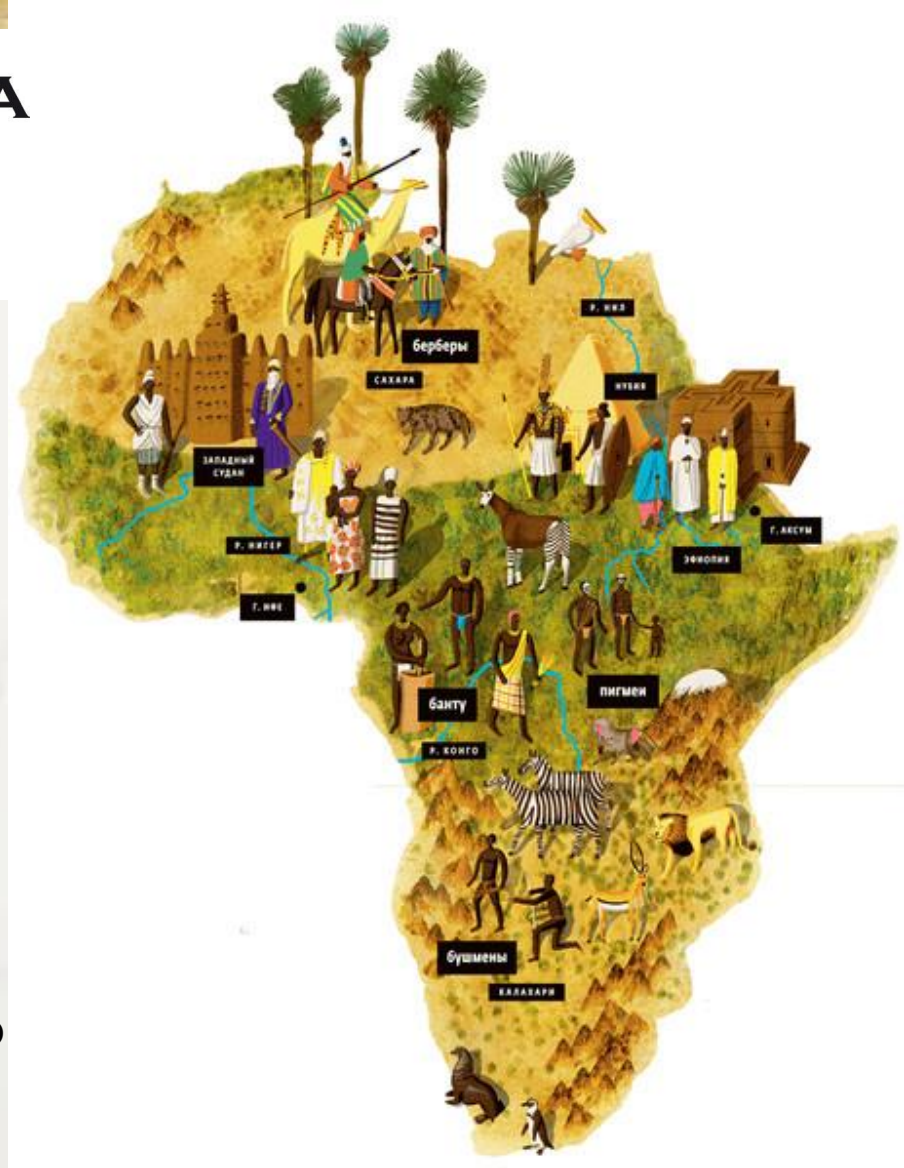 А
Р. НИЛ
берберы
САХАРА
НУБИЯ
ЗАПАДНЫЙ
СУДАН
Г. АКСУМ
Р. НИГЕР
ЭФИОПИЯ
Г. ИФЕ
пигмеи
банту
Р. КОНГО
бушмены
КАЛАХАРИ